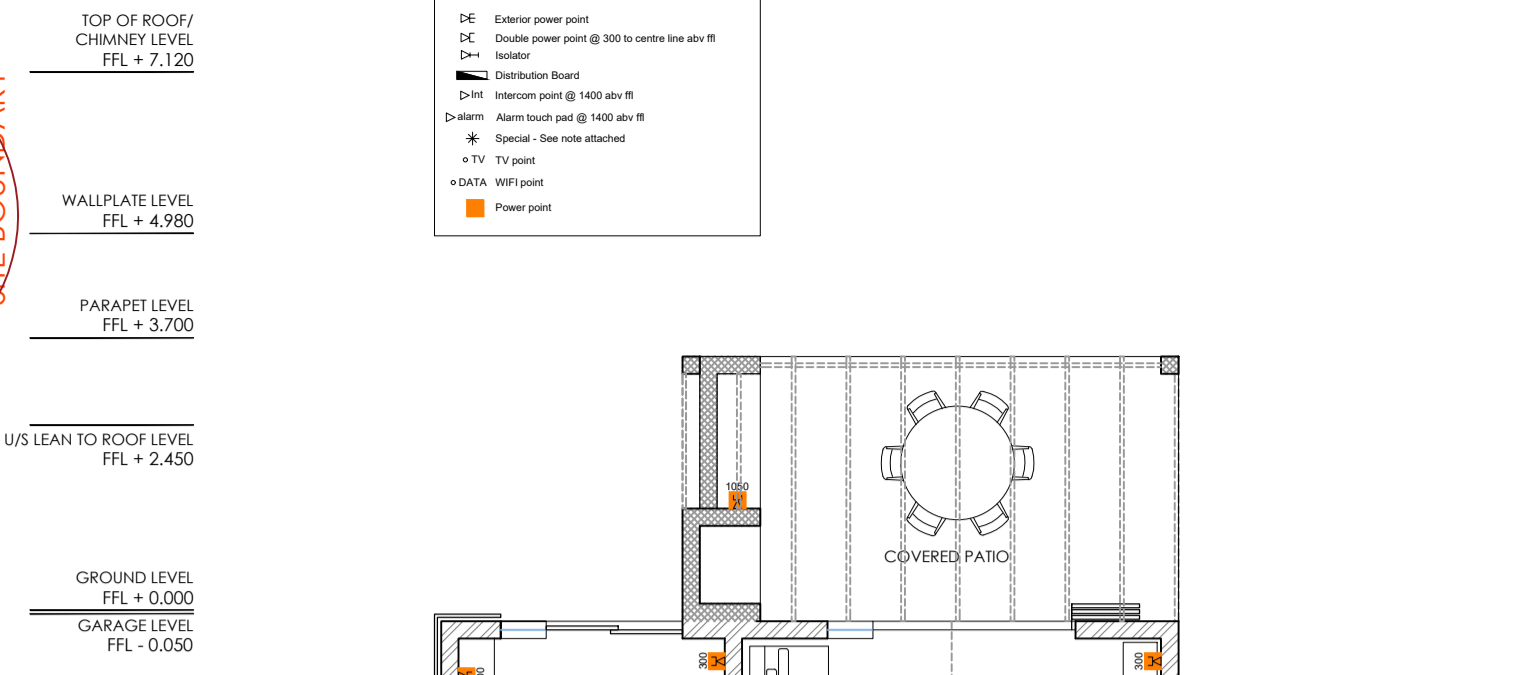 TOP OF ROOF/
CHIMNEY LEVEL
FFL + 7.120
WALLPLATE LEVEL
FFL + 4.980
PARAPET LEVEL
FFL + 3.700
U/S LEAN TO ROOF LEVEL
FFL + 2.450
GROUND LEVEL
FFL + 0.000
GARAGE LEVEL
FFL - 0.050
Exterior power point
Double power point @ 300 to centre line abv ffl
Isolator
Distribution Board
Int Intercom point @ 1400 abv ffl
alarm Alarm touch pad @ 1400 abv ffl
Special - See note attached
TV TV point
DATA WIFI point
Power point
1050
COVERED PATIO
300
300